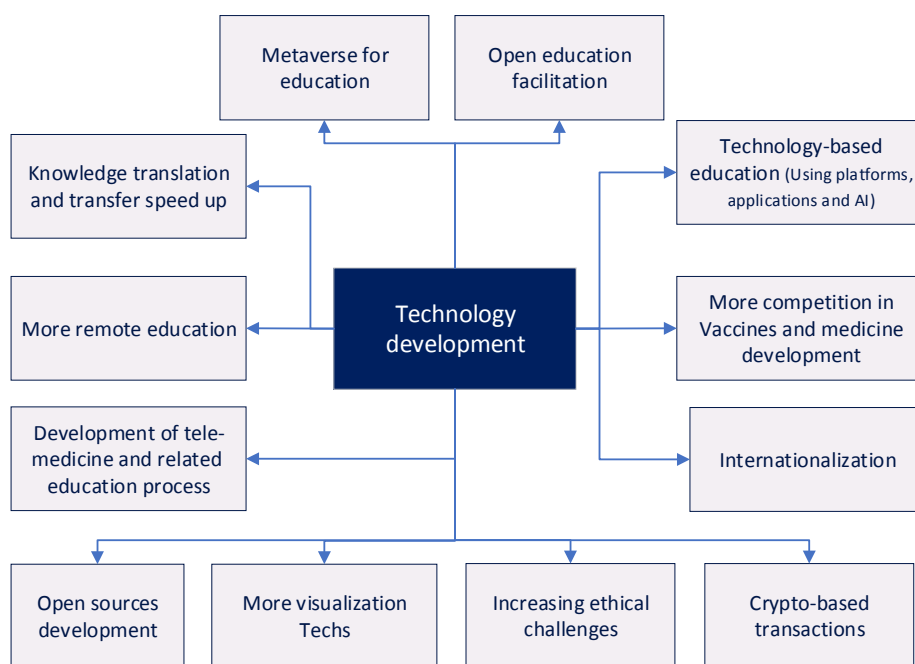 Metaverse for
education
Open education
facilitation
Knowledge translation
and transfer speed up
Technology-based
education (Using platforms,
applications and AI)
Technology
development
More remote education
More competition in
Vaccines and medicine
development
Development of tele-
medicine and related
education process
Internationalization
Open sources
development
More visualization
Techs
Increasing ethical
challenges
Crypto-based
transactions